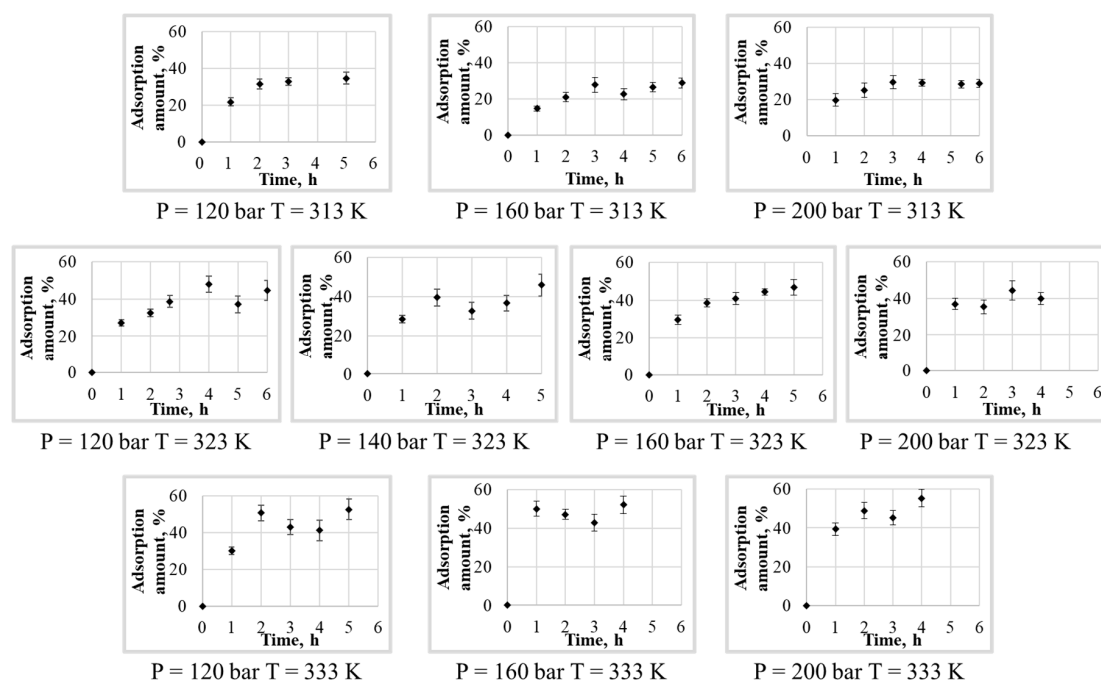 Adsorption
amount, %
60
40
20
0
0 1 2 3 4 5 6
Time, h
P = 120 bar T = 313 K
Adsorption
amount, %
60
40
20
0
0 1 2 3 4 5 6
Time, h
P = 160 bar T = 313 K
Adsorption
amount, %
60
40
20
0
0 1 2 3 4 5 6
Time, h
P = 200 bar T = 313 K
Adsorption
amount, %
60
40
20
0
0 1 2 3 4 5 6
Time, h
P = 120 bar T = 323 K
Adsorption
amount, %
60
40
20
0
0 1 2 3 4 5
Time, h
P = 140 bar T = 323 K
Adsorption
amount, %
60
40
20
0
0 1 2 3 4 5 6
Time, h
P = 160 bar T = 323 K
Adsorption
amount, %
60
40
20
0
0 1 2 3 4 5 6
Time, h
P = 200 bar T = 323 K
Adsorption
amount, %
60
40
20
0
0 1 2 3 4 5 6
Time, h
P = 120 bar T = 333 K
Adsorption
amount, %
60
40
20
0
0 1 2 3 4 5 6
Time, h
P = 160 bar T = 333 K
Adsorption
amount, %
60
40
20
0
0 1 2 3 4 5 6
Time, h
P = 200 bar T = 333 K